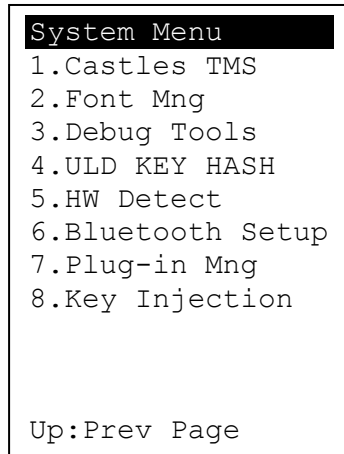 System Menu
1.Castles TMS
2.Font Mng
3.Debug Tools
4.ULD KEY HASH
5.HW Detect
6.Bluetooth Setup
7.Plug-in Mng
8.Key Injection
Up:Prev Page